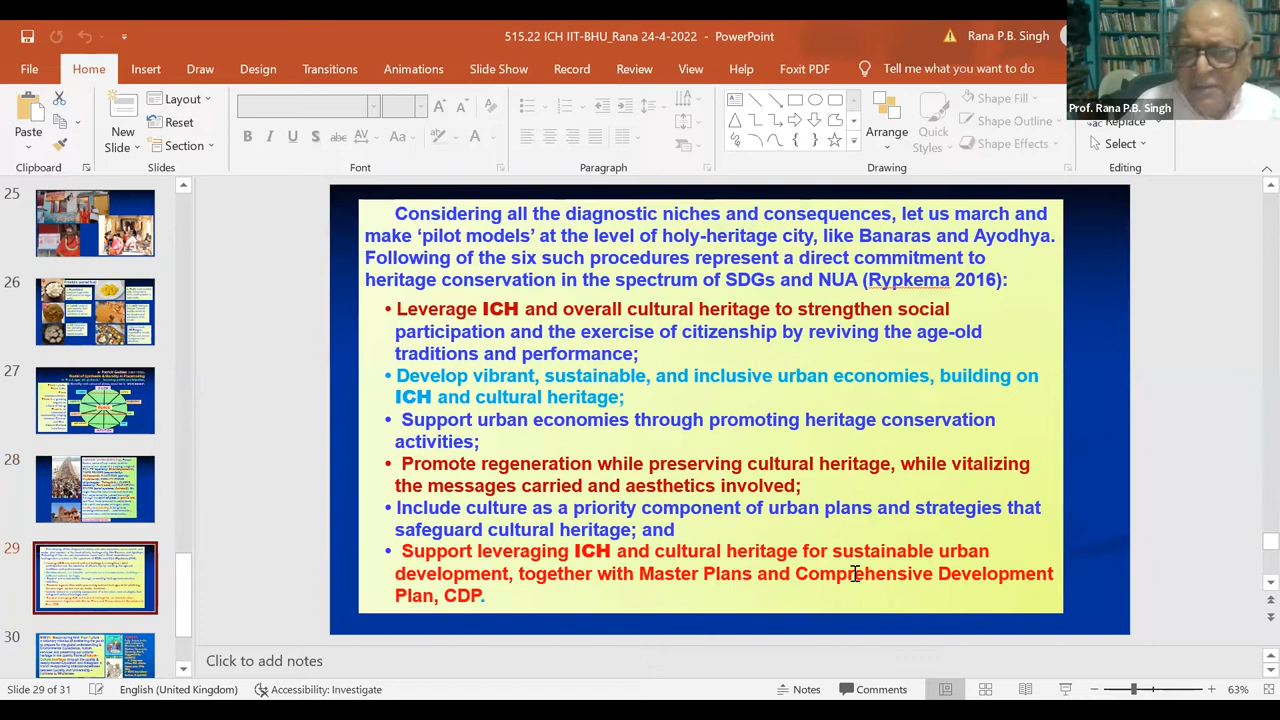 515.22 ICH IIT-BHU_Rana 24-4-2022 - PowerPoint
Rana P.B. Singh
File Home Insert Draw Design Transitions Animations Slide Show Record Review View Help Foxit PDF Tell me what you want to do
Prof. Rana P.B. Singh
Paste
New
Slide
Layout
Reset
Section
Arrange
Quick
Styles
Shape Fill
Shape Outline
Shape Effects
Replace
Select
Clipboard Slides Font Paragraph Drawing Editing
25
26
27
28
29
30
Considering all the diagnostic niches and consequences, let us march and
make ‘pilot models’ at the level of holy-heritage city, like Banaras and Ayodhya.
Following of the six such procedures represent a direct commitment to
heritage conservation in the spectrum of SDGs and NUA (Rypkema 2016):
• Leverage ICH and overall cultural heritage to strengthen social
participation and the exercise of citizenship by reviving the age-old
traditions and performance;
• Develop vibrant, sustainable, and inclusive urban economies, building on
ICH and cultural heritage;
• Support urban economies through promoting heritage conservation
activities;
• Promote regeneration while preserving cultural heritage, while vitalizing
the messages carried and aesthetics involved;
• Include culture as a priority component of urban plans and strategies that
safeguard cultural heritage; and
• Support leveraging ICH and cultural heritage for sustainable urban
development, together with Master Plans and Comprehensive Development
Plan, CDP.
Click to add notes
Slide 29 of 31 English (United Kingdom) Accessibility: Investigate Notes Comments 63%